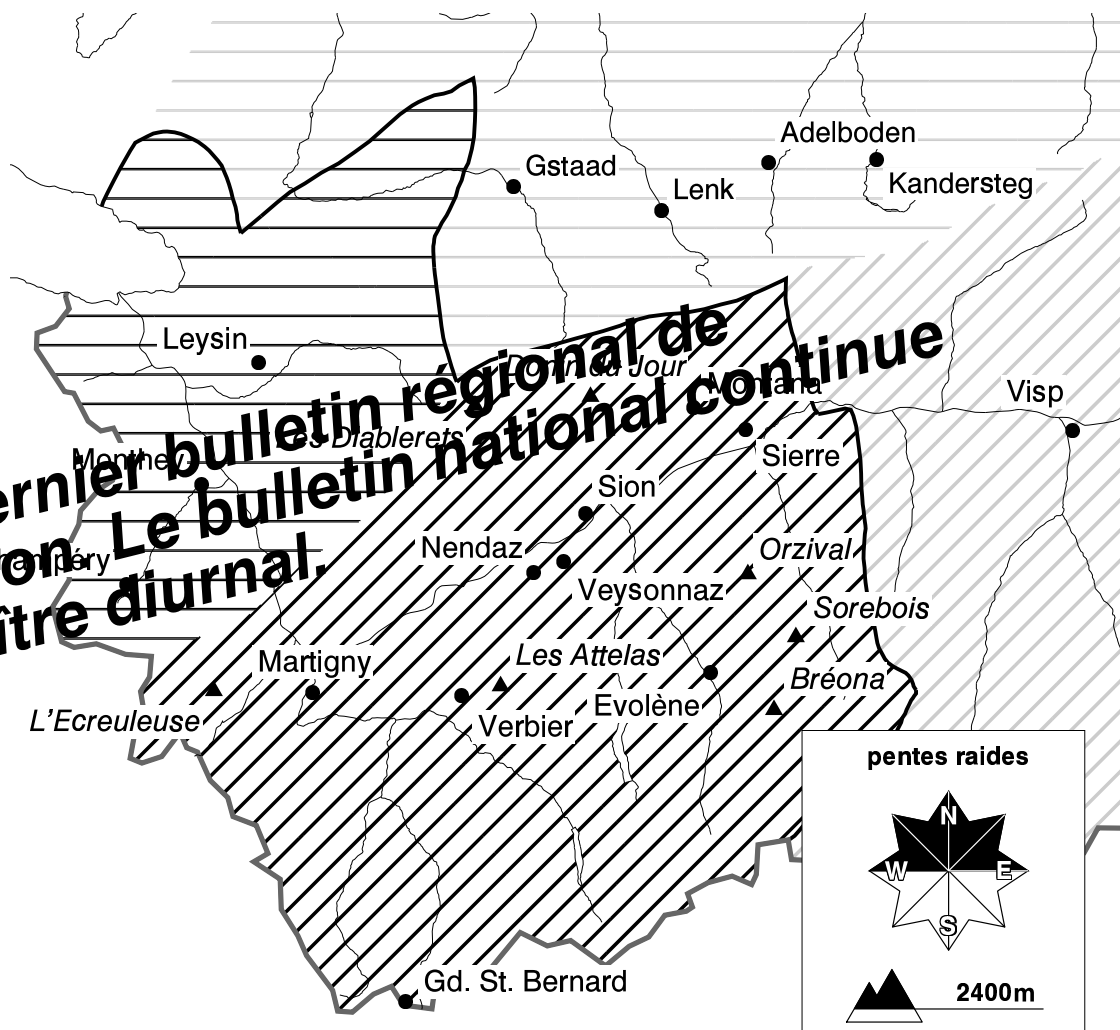 Adelboden
Gstaad
Kandersteg
Lenk
Leysin
ernier bulletin régional de
on. Le bulletin national continue
ître diurnal.
Montana
Visp
Les Diablerets
Monthey
Sierre
Sion
Nendaz
Orzival
Veysonnaz
Sorebois
Martigny
Les Attelas
Bréona
Evolène
L'Ecreuleuse
Verbier
pentes raides
N
W E
S
Gd. St. Bernard
2400m